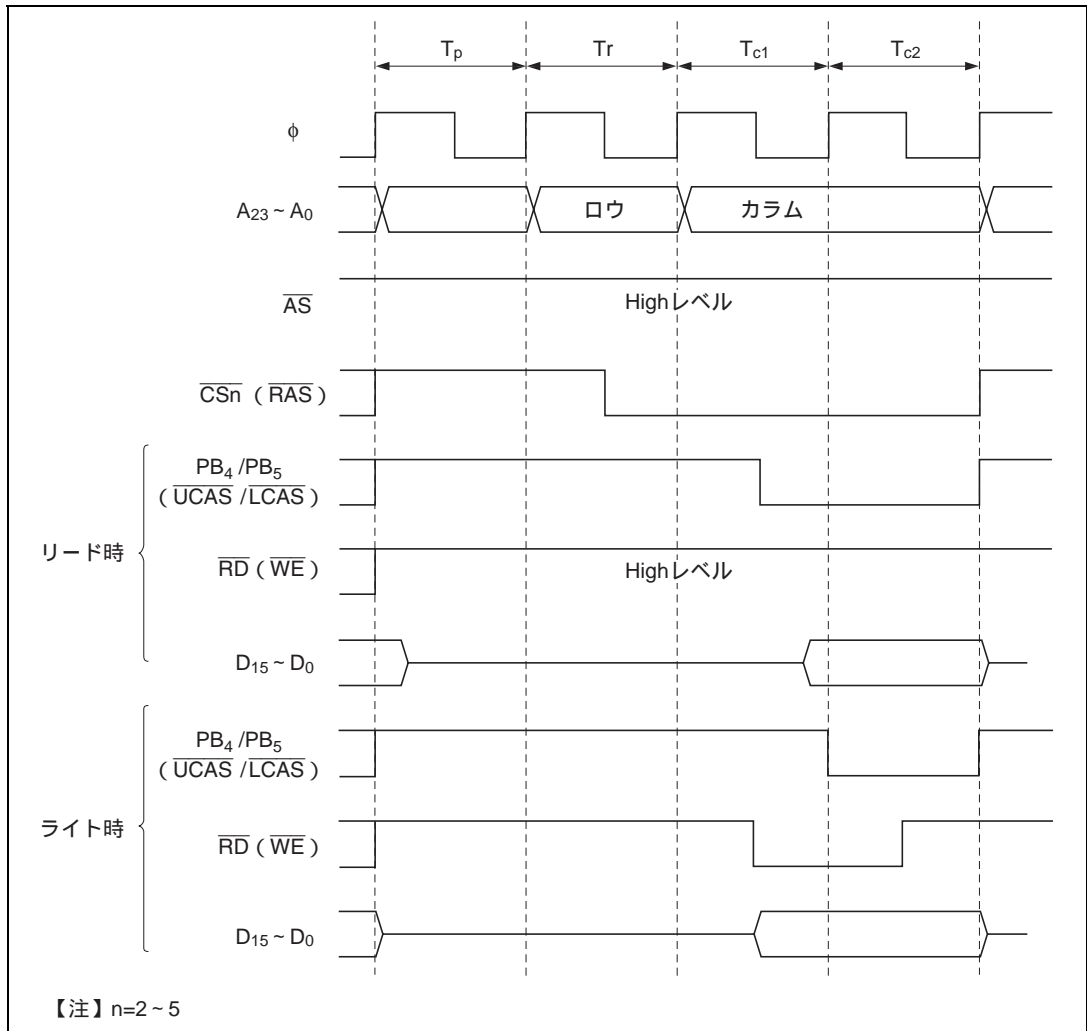 Tp Tr Tc1 Tc2
φ
A23 ~ A0 ロウ カラム
AS Highレベル
CSn ( RAS )
リード時
PB4 /PB5
( UCAS /LCAS )
RD ( WE ) Highレベル
D15 ~ D0
ライト時
PB4 /PB5
( UCAS /LCAS )
RD ( WE )
D15 ~ D0
【注】n=2 ~ 5